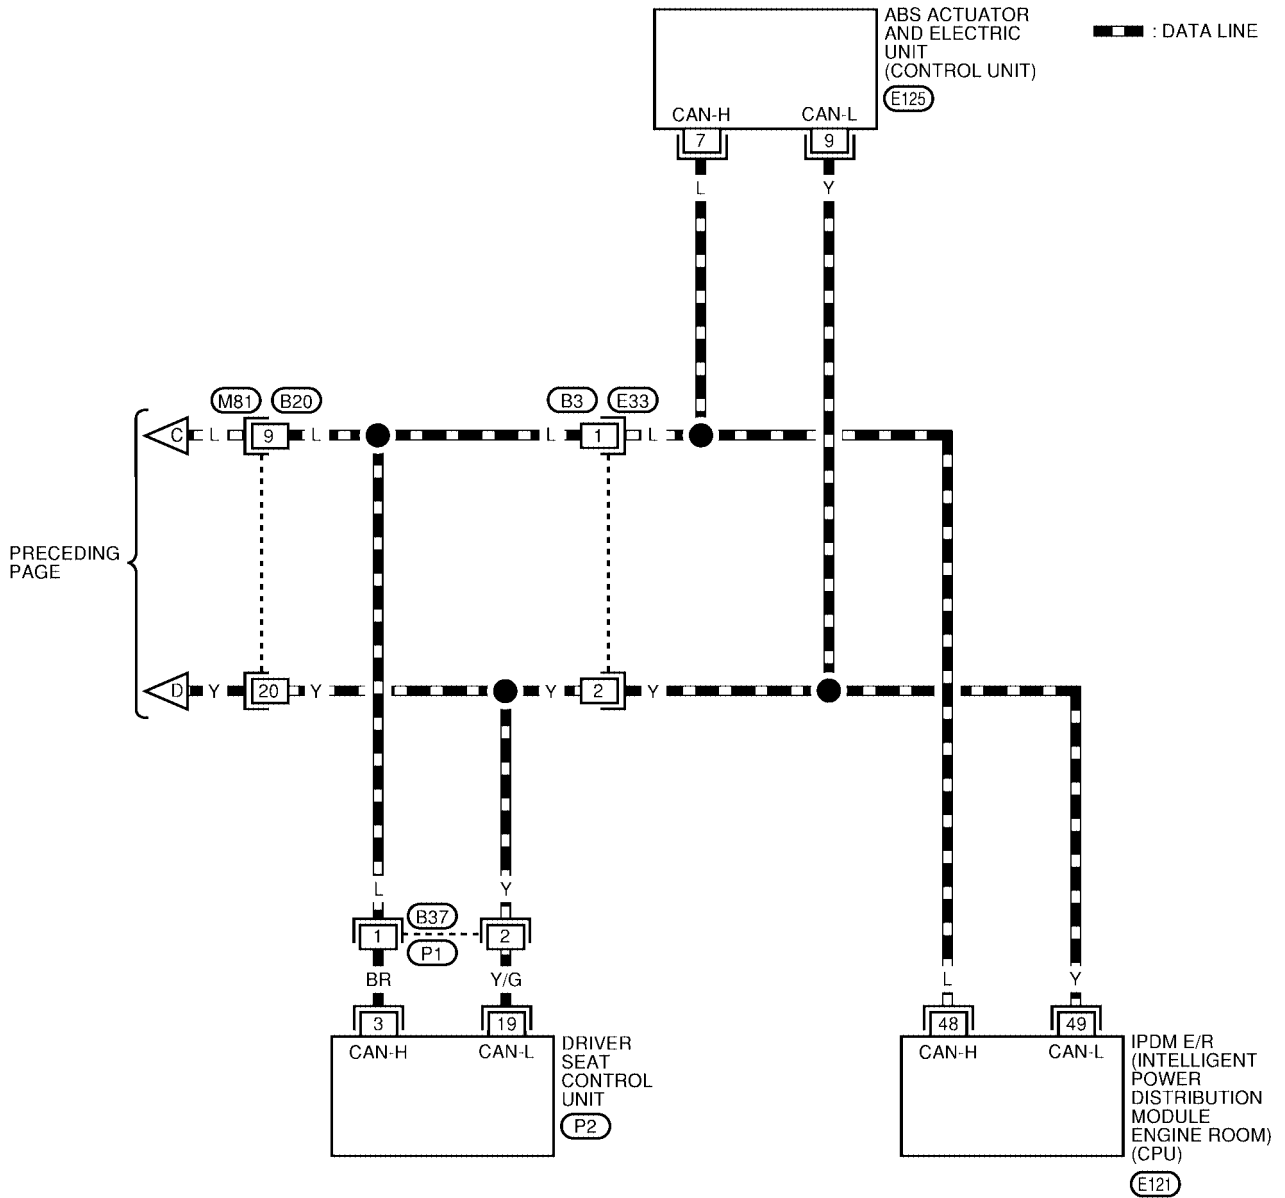 ABS ACTUATOR
AND ELECTRIC
UNIT
(CONTROL UNIT)
E125
: DATA LINE
CAN-H
CAN-L
7
9
L
Y
M81
B20
B3
E33
C
L
9
L
L
1
L
PRECEDING
PAGE
D
Y
20
Y
Y
2
Y
L
Y
B37
1
2
P1
BR
Y/G
L
Y
3
19
48
49
CAN-H
CAN-L
DRIVER
SEAT
CONTROL
UNIT
P2
CAN-H
CAN-L
IPDM E/R
(INTELLIGENT
POWER
DISTRIBUTION
MODULE
ENGINE ROOM)
(CPU)
E121